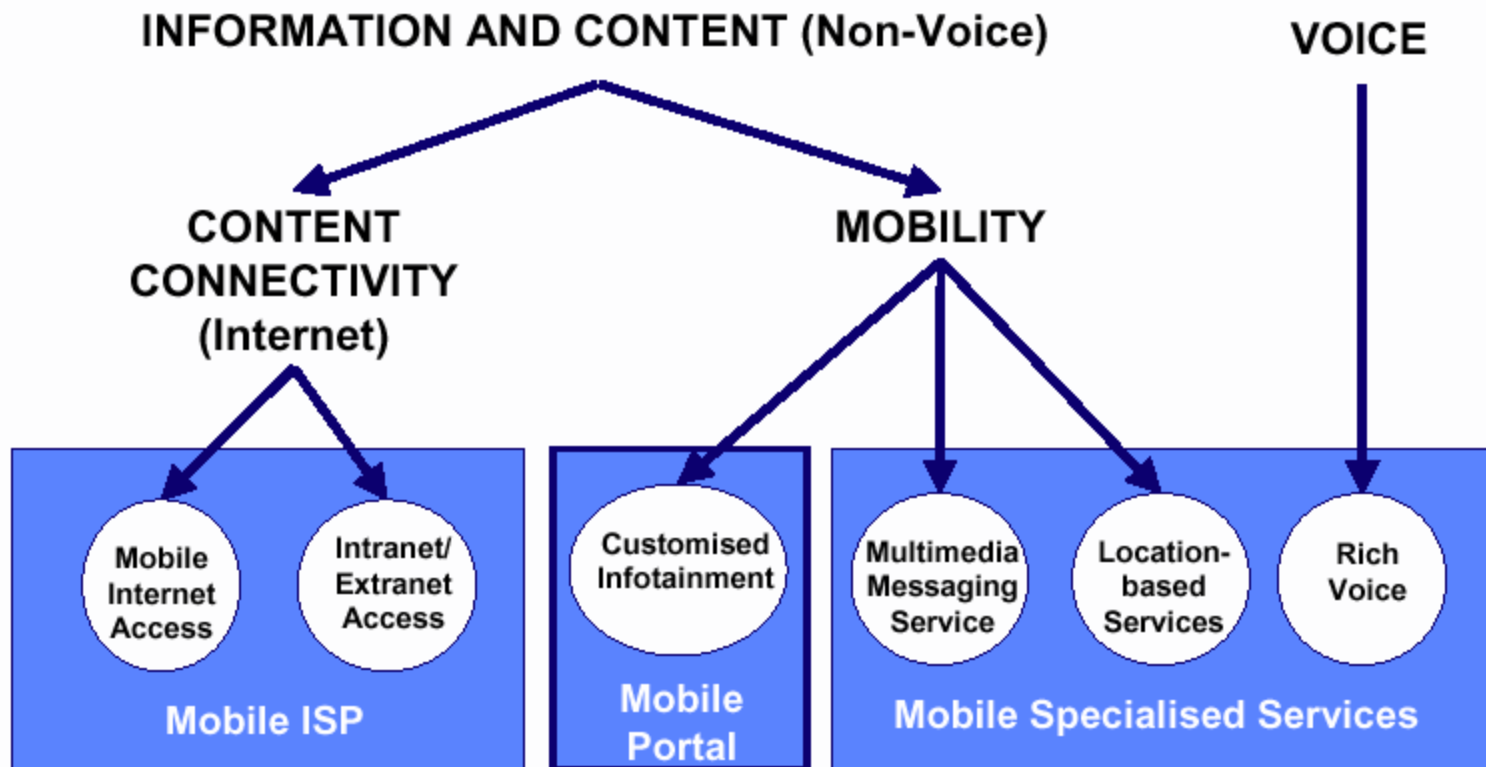 INFORMATION AND CONTENT (Non-Voice)
VOICE
CONTENT
CONNECTIVITY
(Internet)
MOBILITY
Mobile
Internet
Access
Intranet/
Extranet
Access
Customised
Infotainment
Multimedia
Messaging
Service
Location-
based
Services
Rich
Voice
Mobile ISP
Mobile
Portal
Mobile Specialised Services